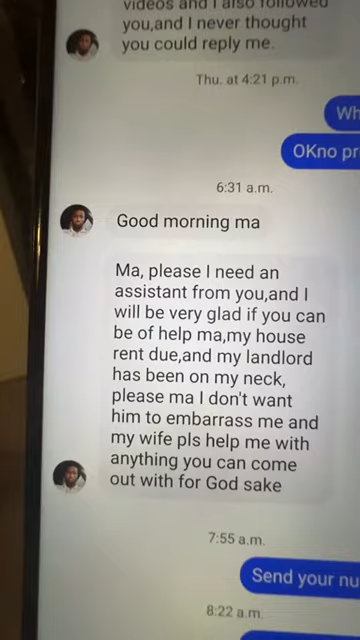 videos and I also followed
you,and I never thought
you could reply me.
Thu. at 4:21 p.m.
Wh
OKno pr
6:31 a.m.
Good morning ma
Ma, please I need an
assistant from you,and I
will be very glad if you can
be of help ma,my house
rent due,and my landlord
has been on my neck,
please ma I don't want
him to embarrass me and
my wife pls help me with
anything you can come
out with for God sake
7:55 a.m.
Send your nu
8:22 a.m.